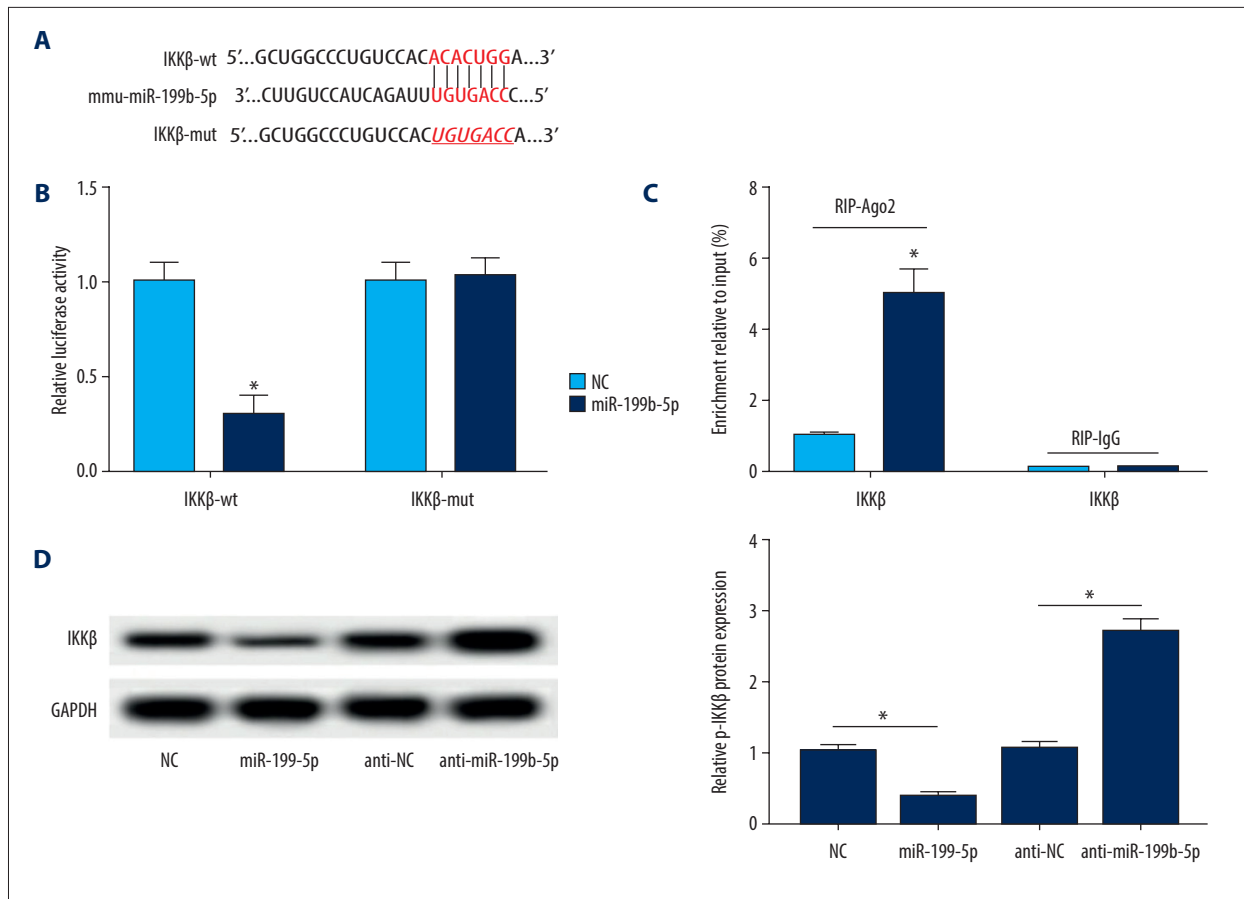 A
IKKβ-wt 5′...GCUGGCCCUGUCCACACACUGGA...3′
mmu-miR-199b-5p 3′...CUUGUCCAUCAGAUUUGUGACCC...5′
IKKβ-mut 5′...GCUGGCCCUGUCCACUGUGACCA...3′
B
Relative luciferase activity
1.5
1.0
0.5
0.0
*
IKKβ-wt IKKβ-mut
NC
miR-199b-5p
C
Enrichment relative to input (%)
8
6
4
2
0
RIP-Ago2
*
RIP-IgG
IKKβ IKKβ
D
IKKβ
GAPDH
NC miR-199-5p anti-NC anti-miR-199b-5p
Relative p-IKKβ protein expression
4
3
2
1
0
*
*
NC miR-199-5p anti-NC anti-miR-199b-5p